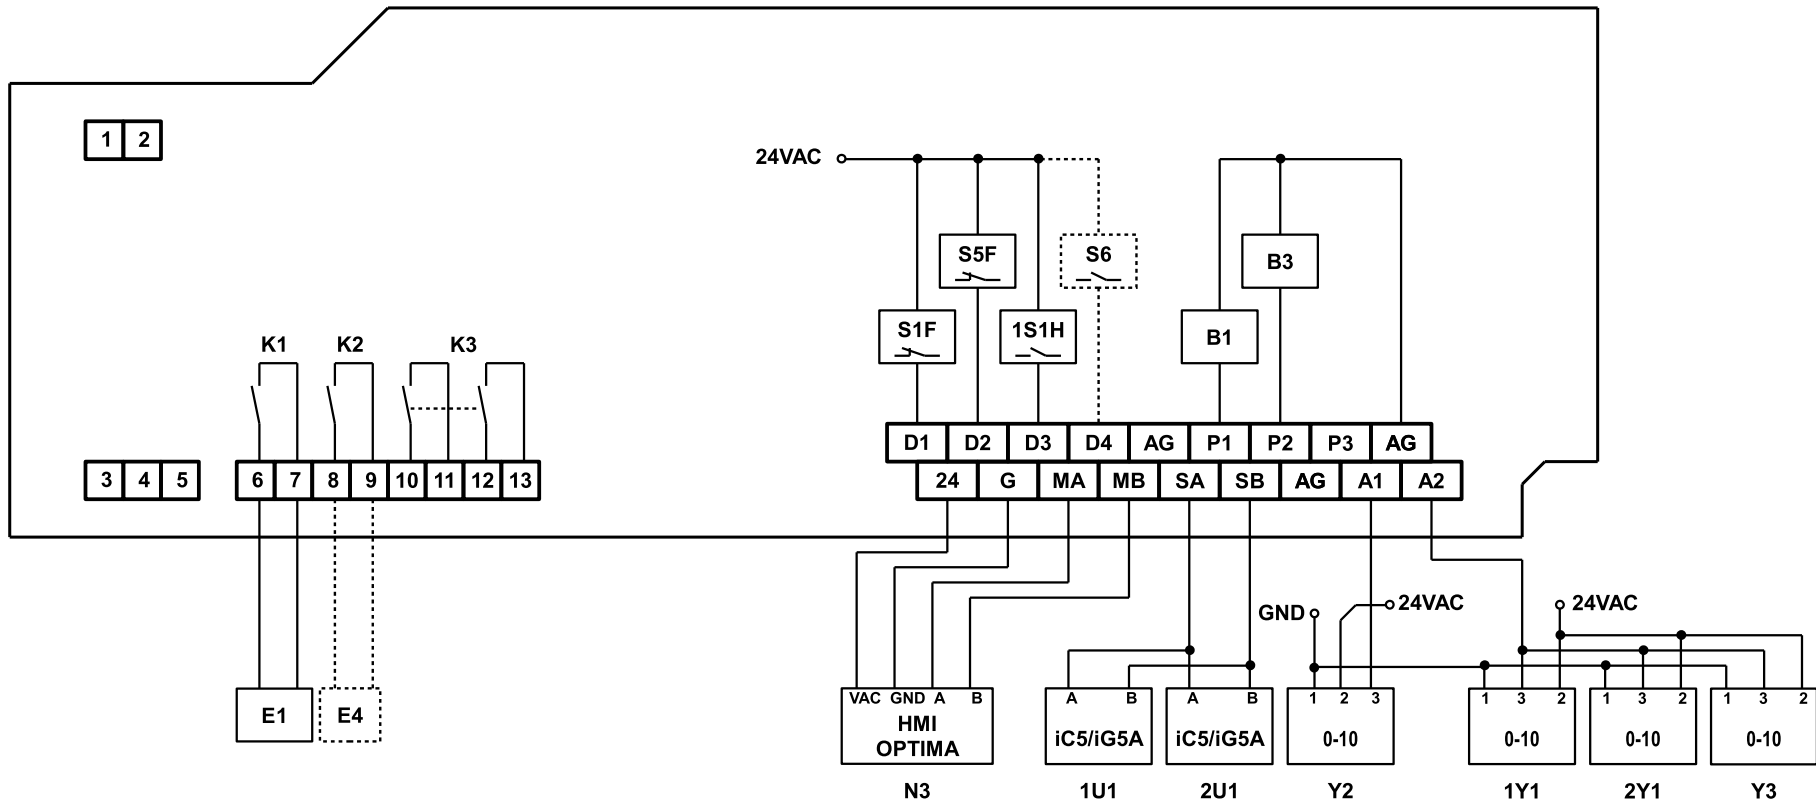 1 2
24VAC
S5F S6
B3
S1F 1S1H
B1
K1 K2 K3
D1 D2 D3 D4 AG P1 P2 P3 AG
3 4 5 6 7 8 9 10 11 12 13
24 G MA MB SA SB AG A1 A2
GND 24VAC 24VAC
VAC GND A B A B A B 1 2 3 1 3 2 1 3 2 1 3 2
E1 E4
HMI
OPTIMA
iC5/iG5A iC5/iG5A 0-10 0-10 0-10 0-10
N3 1U1 2U1 Y2 1Y1 2Y1 Y3